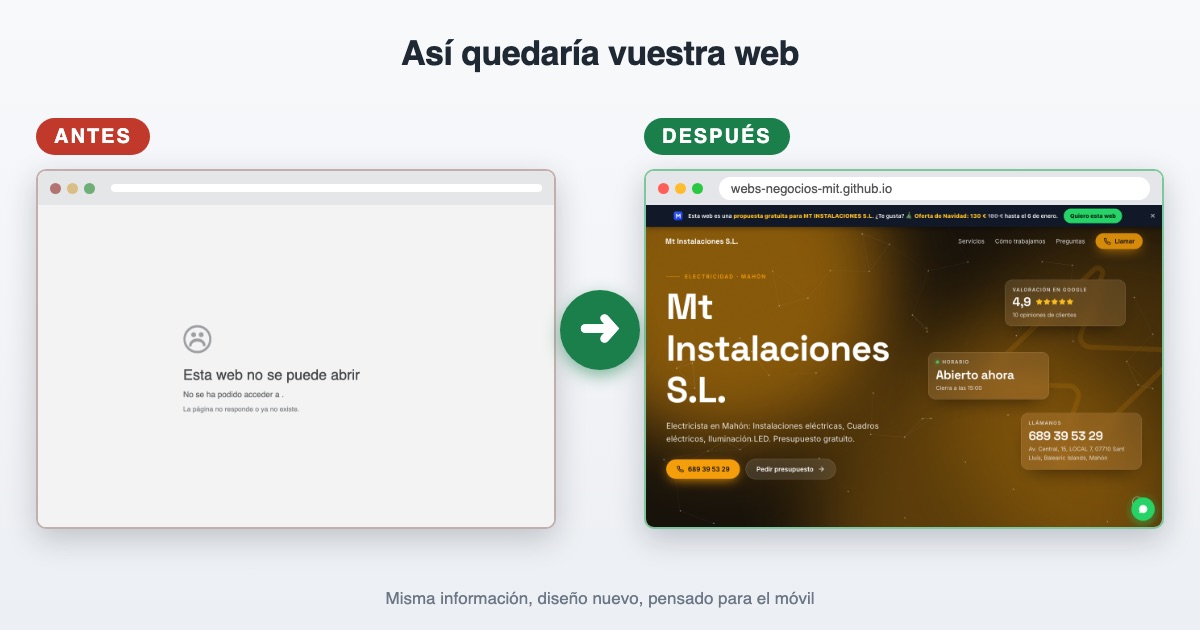 Así quedaría vuestra web
ANTES
DESPUÉS
Esta web no se puede abrir
No se ha podido acceder a .
La página no responde o ya no existe.
webs-negocios-mit.github.io
M Esta web es una propuesta gratuita para MT INSTALACIONES S.L. ¿Te gusta? 🎄 Oferta de Navidad: 130 € 180 € hasta el 6 de enero. Quiero esta web ✕
Mt Instalaciones S.L. Servicios Cómo trabajamos Preguntas Llamar
ELECTRICIDAD · MAHÓN
Mt
Instalaciones
S.L.
Electricista en Mahón: Instalaciones eléctricas, Cuadros
eléctricos, Iluminación LED. Presupuesto gratuito.
689 39 53 29 Pedir presupuesto →
VALORACIÓN EN GOOGLE
4,9 ★★★★★
10 opiniones de clientes
HORARIO
Abierto ahora
Cierra a las 15:00
LLÁMANOS
689 39 53 29
Av. Central, 15, LOCAL 7, 07710 Sant
Lluís, Balearic Islands, Mahón
Misma información, diseño nuevo, pensado para el móvil